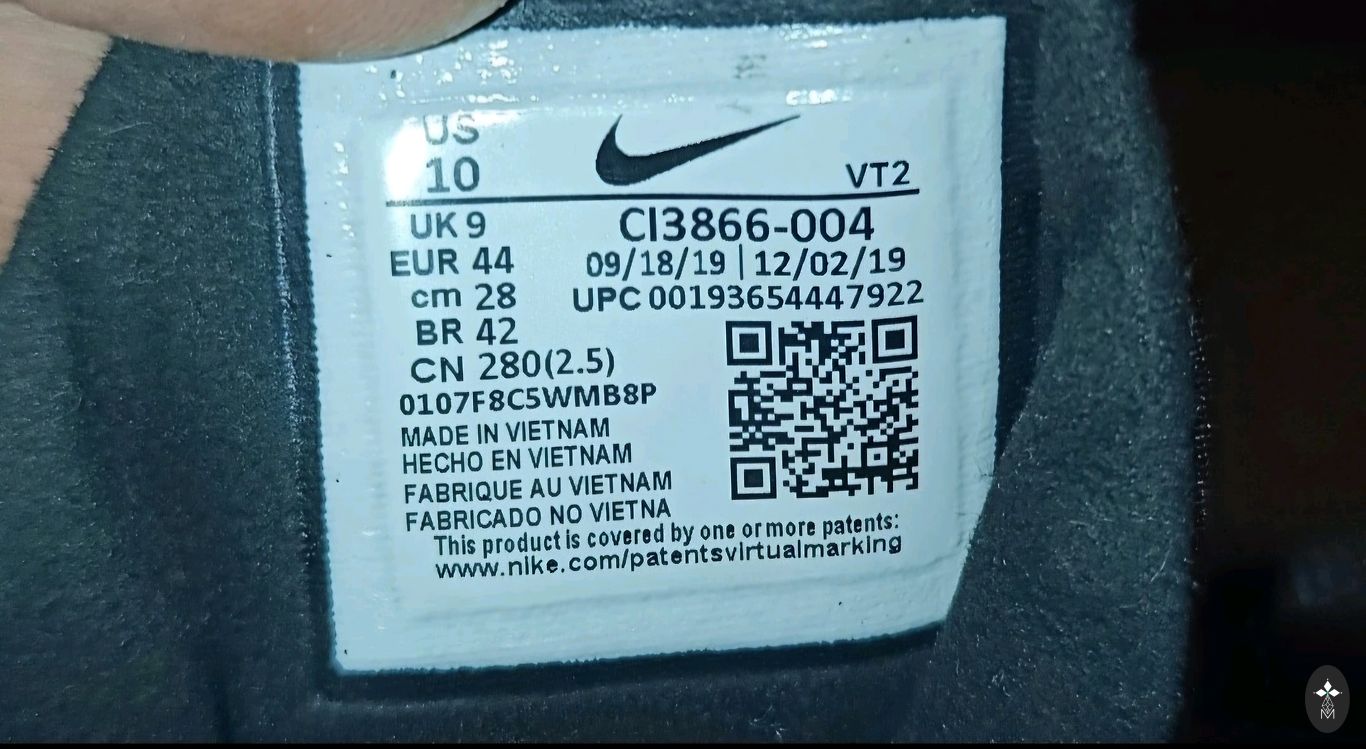 US
10
VT2
UK 9
CI3866-004
EUR 44
09/18/19 | 12/02/19
cm 28
UPC 00193654447922
BR 42
CN 280(2.5)
0107F8C5WMB8P
MADE IN VIETNAM
HECHO EN VIETNAM
FABRIQUE AU VIETNAM
FABRICADO NO VIETNA
This product is covered by one or more patents:
www.nike.com/patentsvirtualmarking